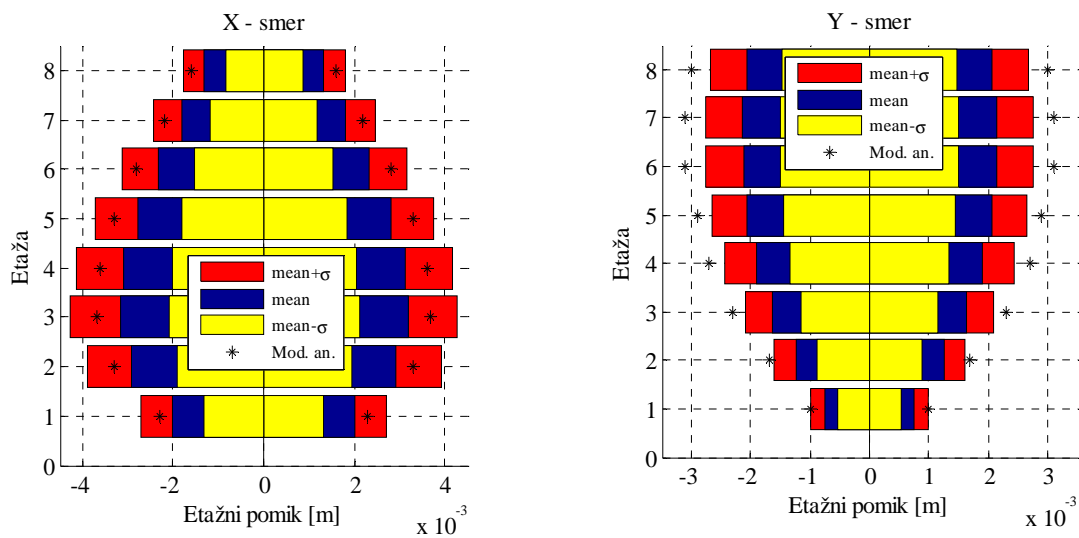 X - smer
8
7
6
5
4
3
2
1
0
Etaža
mean+σ
mean
mean-σ
Mod. an.
-4 -2 0 2 4
Etažni pomik [m]
x 10⁻³
Y - smer
8
7
6
5
4
3
2
1
0
Etaža
mean+σ
mean
mean-σ
Mod. an.
-3 -2 -1 0 1 2 3
Etažni pomik [m]
x 10⁻³